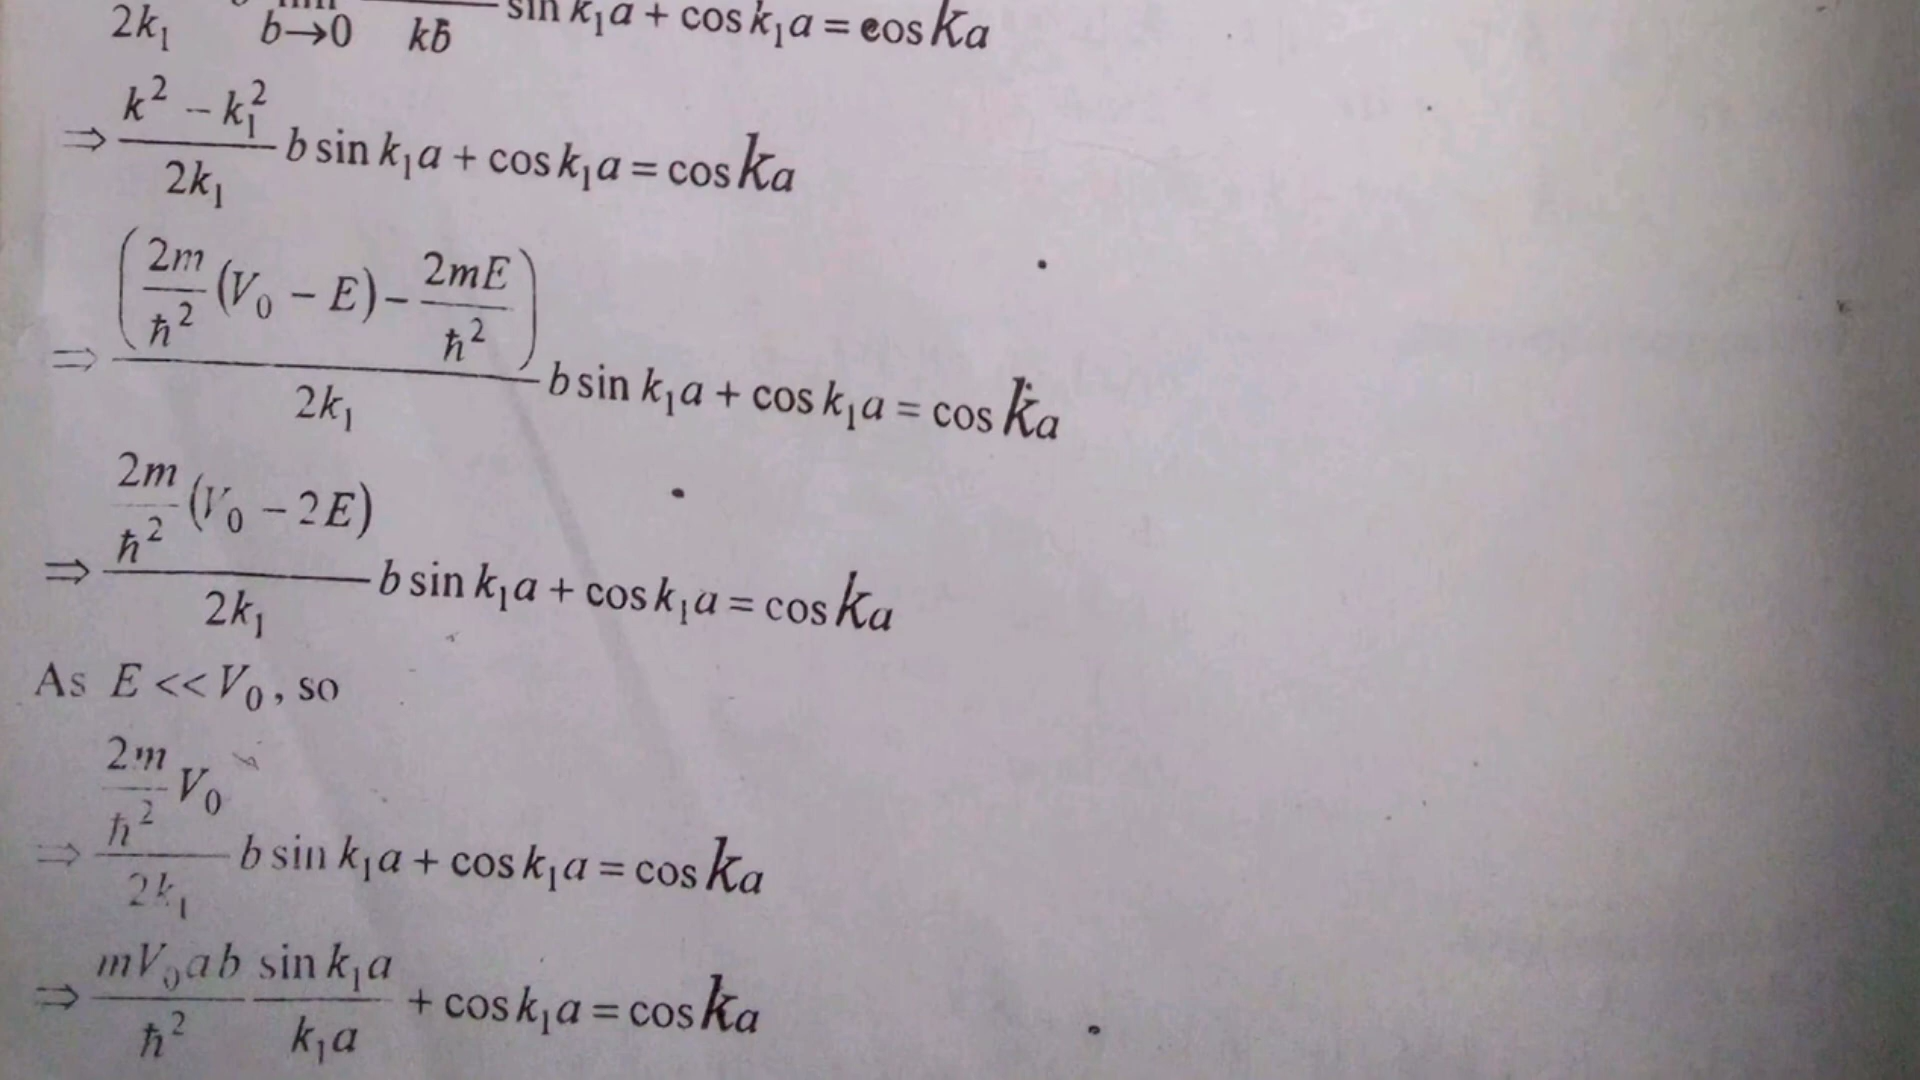 2k₁ b→0 kb sin k₁a + cos k₁a = cos ka
⇒ (k² − k₁²)/(2k₁) b sin k₁a + cos k₁a = cos ka
⇒ ((2m/ħ²)(V₀ − E) − 2mE/ħ²)/(2k₁) b sin k₁a + cos k₁a = cos ka
⇒ ((2m/ħ²)(V₀ − 2E))/(2k₁) b sin k₁a + cos k₁a = cos ka
As E << V₀, so
⇒ ((2m/ħ²)V₀)/(2k₁) b sin k₁a + cos k₁a = cos ka
⇒ (mV₀ab/ħ²) (sin k₁a)/(k₁a) + cos k₁a = cos ka